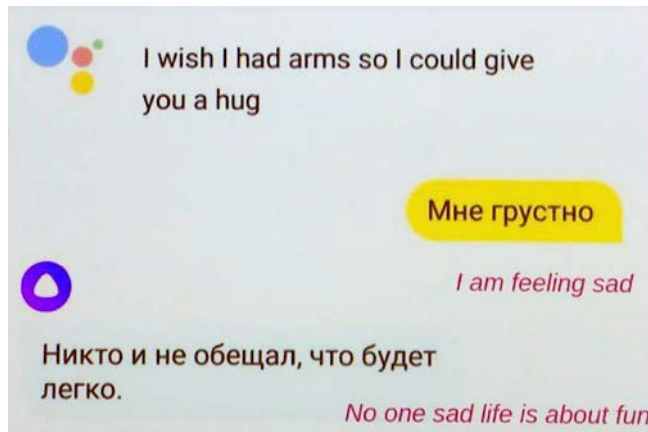 I wish I had arms so I could give
you a hug
Мне грустно
I am feeling sad
Никто и не обещал, что будет
легко.
No one sad life is about fun